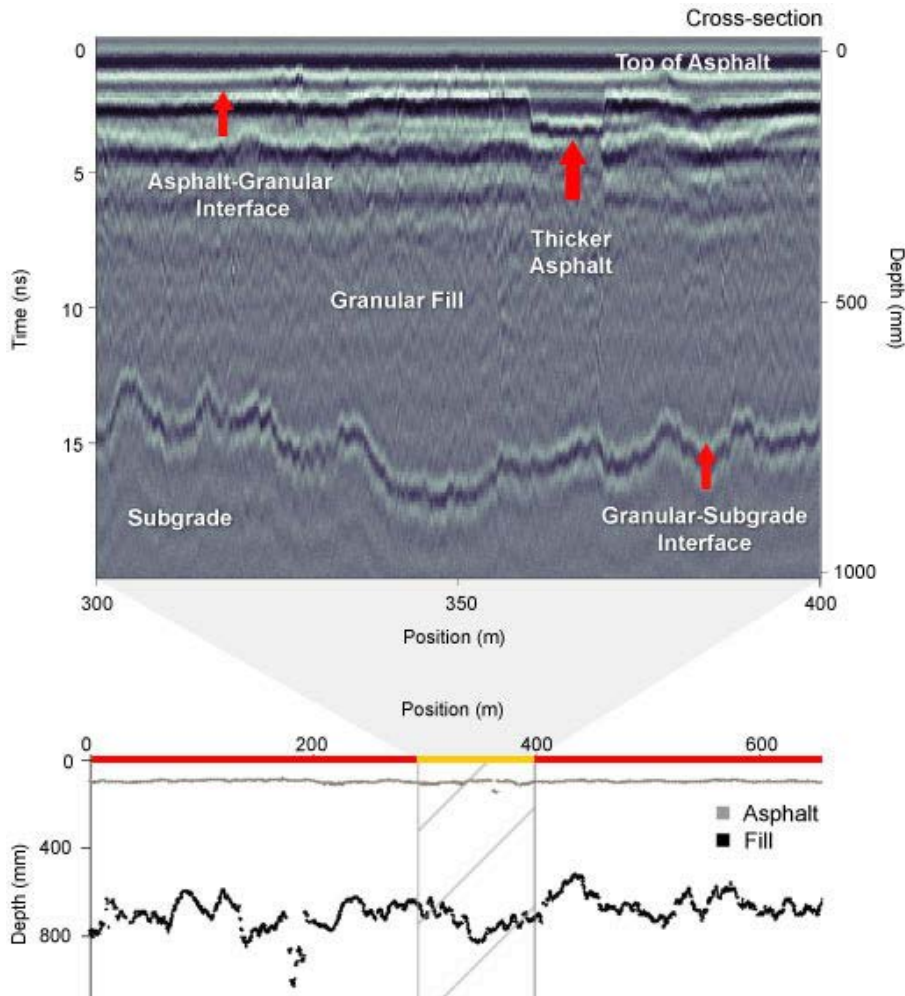 Cross-section
0
0
Top of Asphalt
5
Asphalt-Granular
Interface
Thicker
Asphalt
Time (ns)
Depth (mm)
10
Granular Fill
500
15
Subgrade
Granular-Subgrade
Interface
1000
300
350
400
Position (m)
Position (m)
0
200
400
600
0
Asphalt
Fill
400
Depth (mm)
800